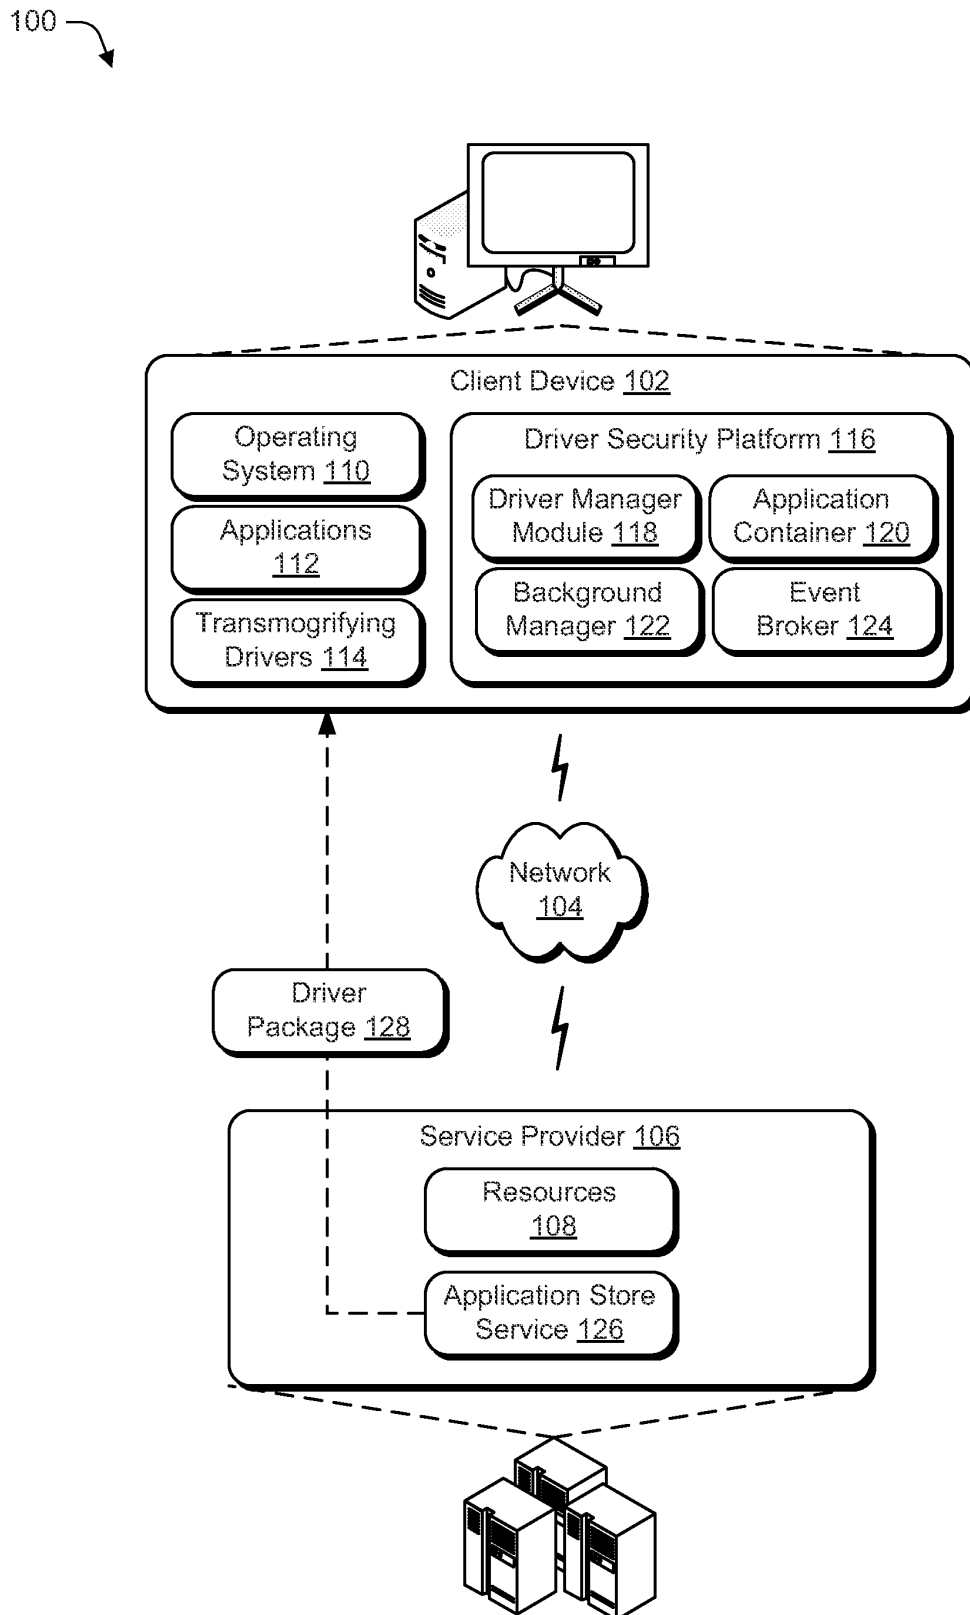 100
Client Device 102
Operating
System 110
Applications
112
Transmogrifying
Drivers 114
Driver Security Platform 116
Driver Manager
Module 118
Application
Container 120
Background
Manager 122
Event
Broker 124
Network
104
Driver
Package 128
Service Provider 106
Resources
108
Application Store
Service 126